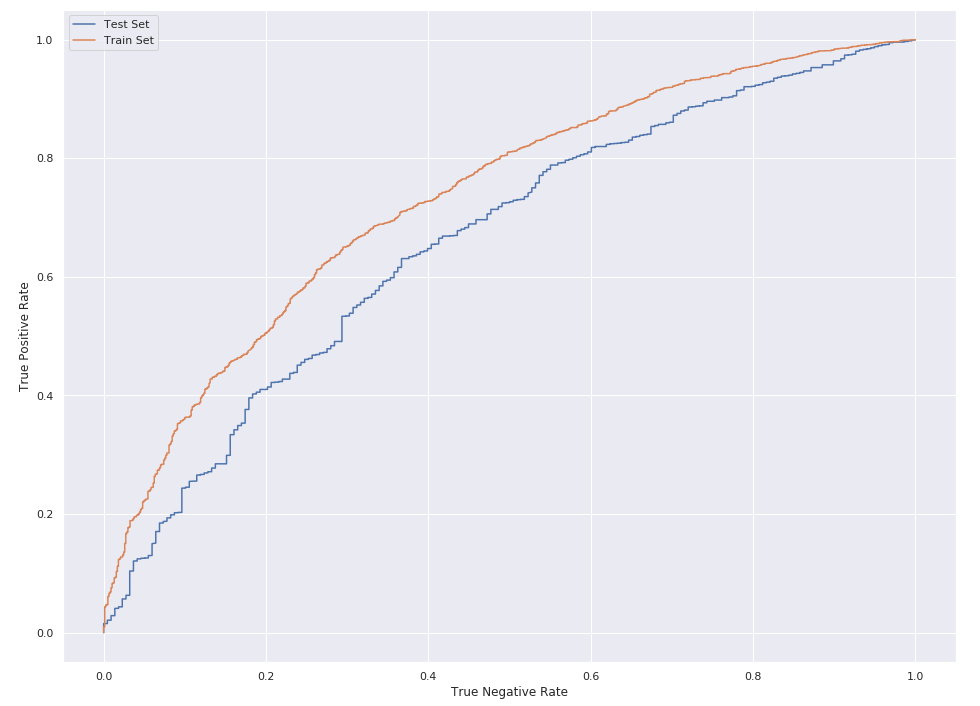 Test Set
Train Set
1.0
0.8
0.6
0.4
0.2
0.0
True Positive Rate
0.0 0.2 0.4 0.6 0.8 1.0
True Negative Rate